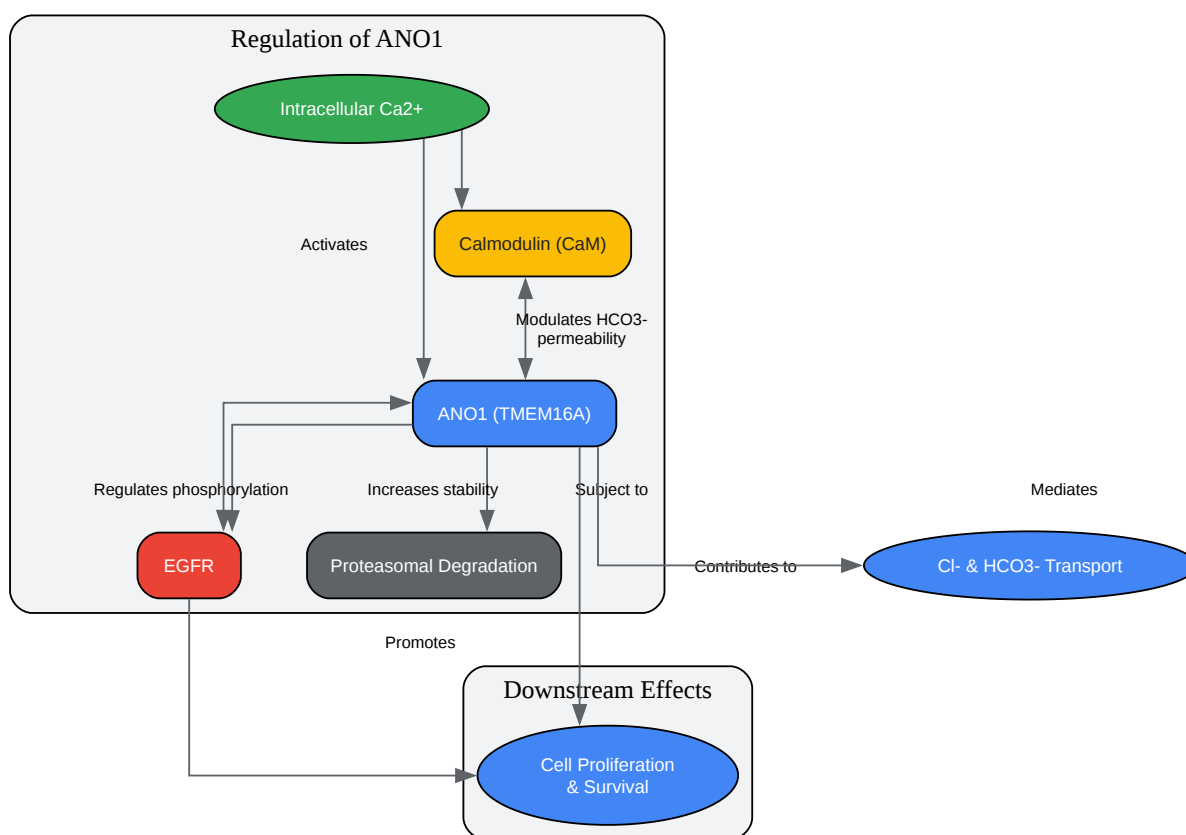 Regulation of ANO1
Intracellular Ca2+
Activates
Calmodulin (CaM)
Modulates HCO3-
permeability
ANO1 (TMEM16A)
Regulates phosphorylation
Increases stability
Subject to
Mediates
EGFR
Proteasomal Degradation
Contributes to
Cl- & HCO3- Transport
Promotes
Downstream Effects
Cell Proliferation
& Survival